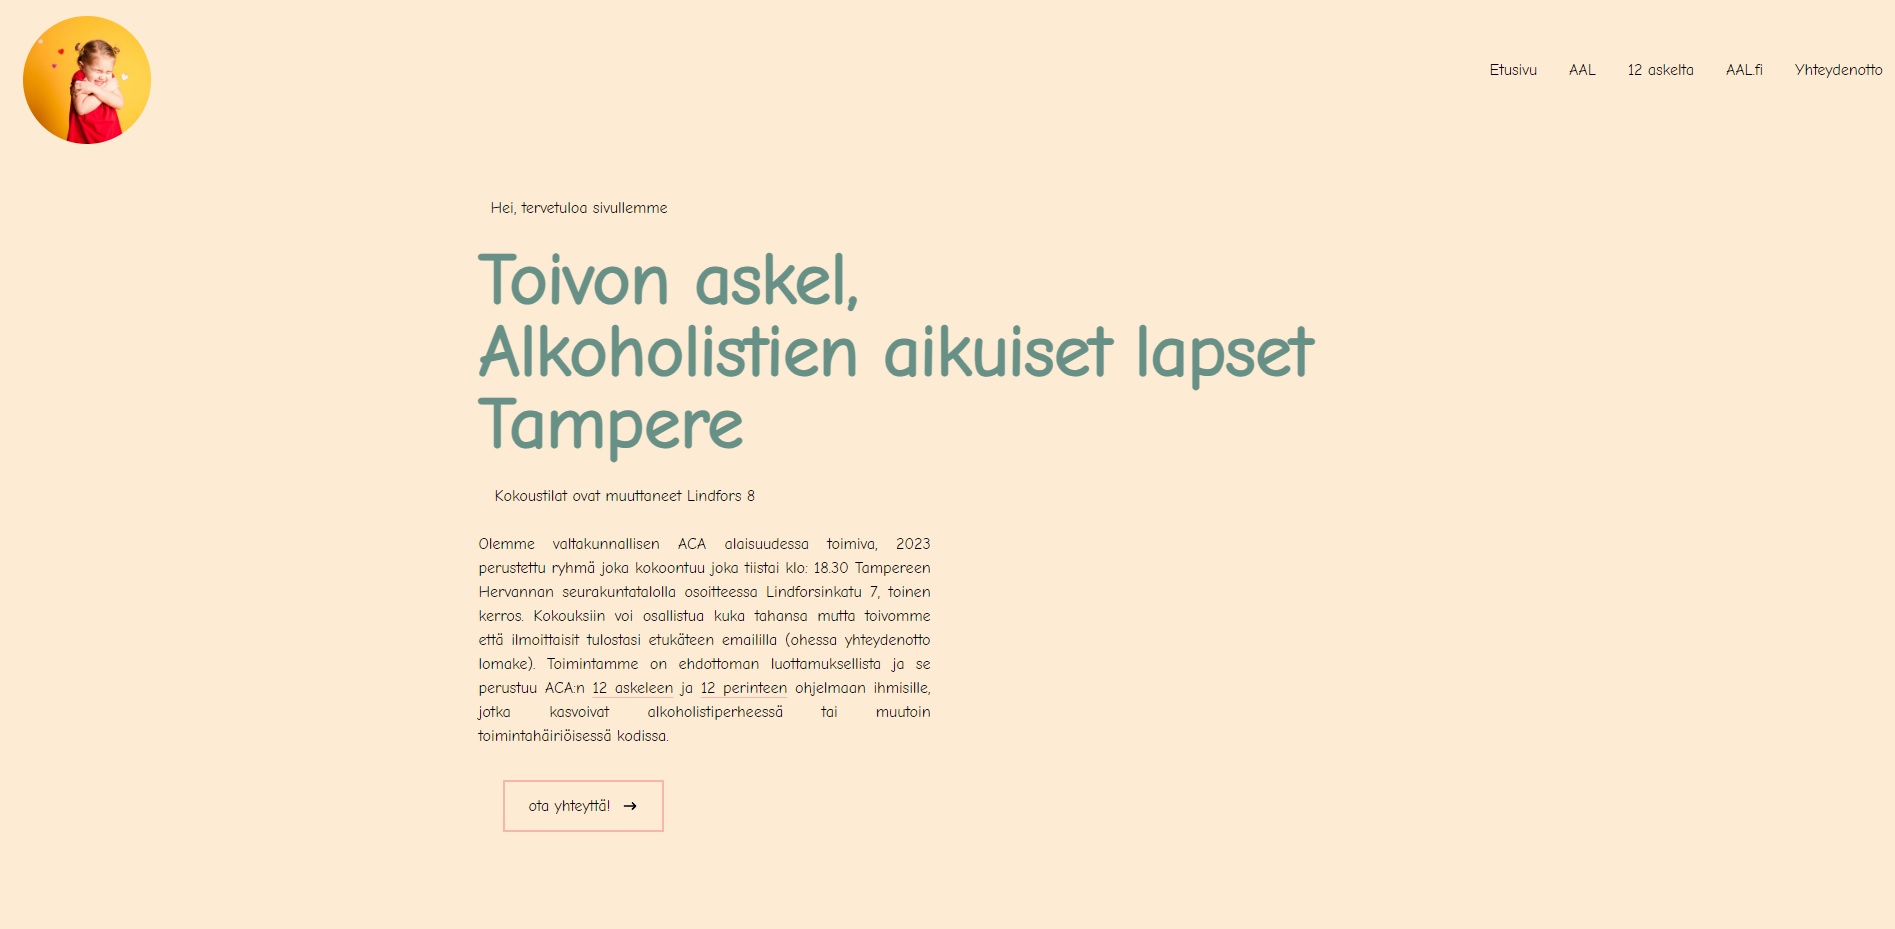 Etusivu AAL 12 askelta AAL.fi Yhteydenotto
Hei, tervetuloa sivullemme
Toivon askel,
Alkoholistien aikuiset lapset
Tampere
Kokoustilat ovat muuttaneet Lindfors 8
Olemme valtakunnallisen ACA alaisuudessa toimiva, 2023
perustettu ryhmä joka kokoontuu joka tiistai klo: 18.30 Tampereen
Hervannan seurakuntatalolla osoitteessa Lindforsinkatu 7, toinen
kerros. Kokouksiin voi osallistua kuka tahansa mutta toivomme
että ilmoittaisit tulostasi etukäteen emaililla (ohessa yhteydenotto
lomake). Toimintamme on ehdottoman luottamuksellista ja se
perustuu ACA:n 12 askeleen ja 12 perinteen ohjelmaan ihmisille,
jotka kasvoivat alkoholistiperheessä tai muutoin
toimintahäiriöisessä kodissa.
ota yhteyttä! →